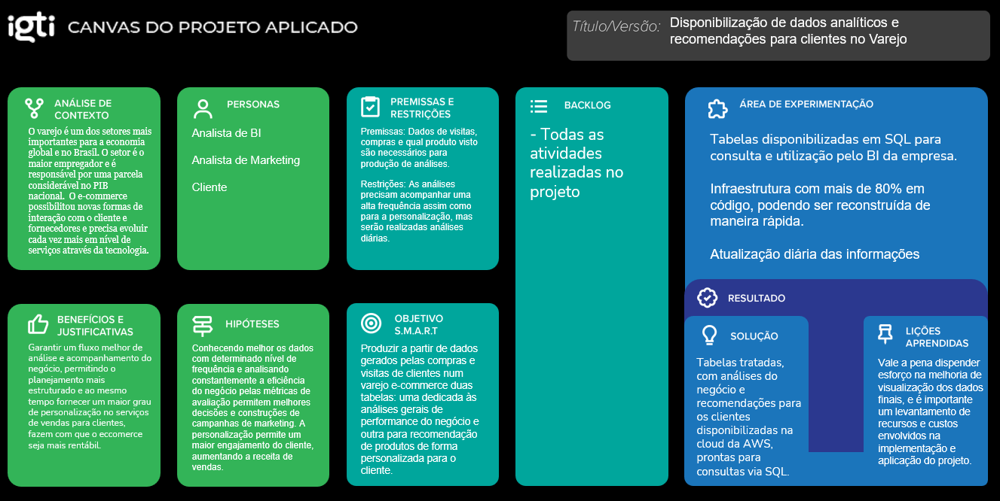 igti CANVAS DO PROJETO APLICADO
Título/Versão: Disponibilização de dados analíticos e
recomendações para clientes no Varejo
ANÁLISE DE
CONTEXTO
O varejo é um dos setores mais
importantes para a economia
global e no Brasil. O setor é o
maior empregador e é
responsável por uma parcela
considerável no PIB
nacional. O e-commerce
possibilitou novas formas de
interação com o cliente e
fornecedores e precisa evoluir
cada vez mais em nível de
serviços através da tecnologia.
PERSONAS
Analista de BI
Analista de Marketing
Cliente
PREMISSAS E
RESTRIÇÕES
Premissas: Dados de visitas,
compras e qual produto visto
são necessários para
produção de análises.
Restrições: As análises
precisam acompanhar uma
alta frequência assim como
para a personalização, mas
serão realizadas análises
diárias.
BACKLOG
- Todas as
atividades
realizadas no
projeto
ÁREA DE EXPERIMENTAÇÃO
Tabelas disponibilizadas em SQL para
consulta e utilização pelo BI da empresa.
Infraestrutura com mais de 80% em
código, podendo ser reconstruída de
maneira rápida.
Atualização diária das informações
BENEFÍCIOS E
JUSTIFICATIVAS
Garantir um fluxo melhor de
análise e acompanhamento do
negócio, permitindo o
planejamento mais
estruturado e ao mesmo
tempo fornecer um maior grau
de personalização no serviços
de vendas para clientes,
fazem com que o eccomerce
seja mais rentábil.
HIPÓTESES
Conhecendo melhor os dados
com determinado nível de
frequência e analisando
constantemente a eficiência
do negócio pelas métricas de
avaliação permitem melhores
decisões e construções de
campanhas de marketing. A
personalização permite um
maior engajamento do cliente,
aumentando a receita de
vendas.
OBJETIVO
S.M.A.R.T
Produzir a partir de dados
gerados pelas compras e
visitas de clientes num
varejo e-commerce duas
tabelas: uma dedicada às
análises gerais de
performance do negócio e
outra para recomendação
de produtos de forma
personalizada para o
cliente.
RESULTADO
SOLUÇÃO
Tabelas tratadas,
com análises do
negócio e
recomendações para
os clientes
disponibilizadas na
cloud da AWS,
prontas para
consultas via SQL.
LIÇÕES
APRENDIDAS
Vale a pena dispender
esforço na melhoria de
visualização dos dados
finais, e é importante
um levantamento de
recursos e custos
envolvidos na
implementação e
aplicação do projeto.